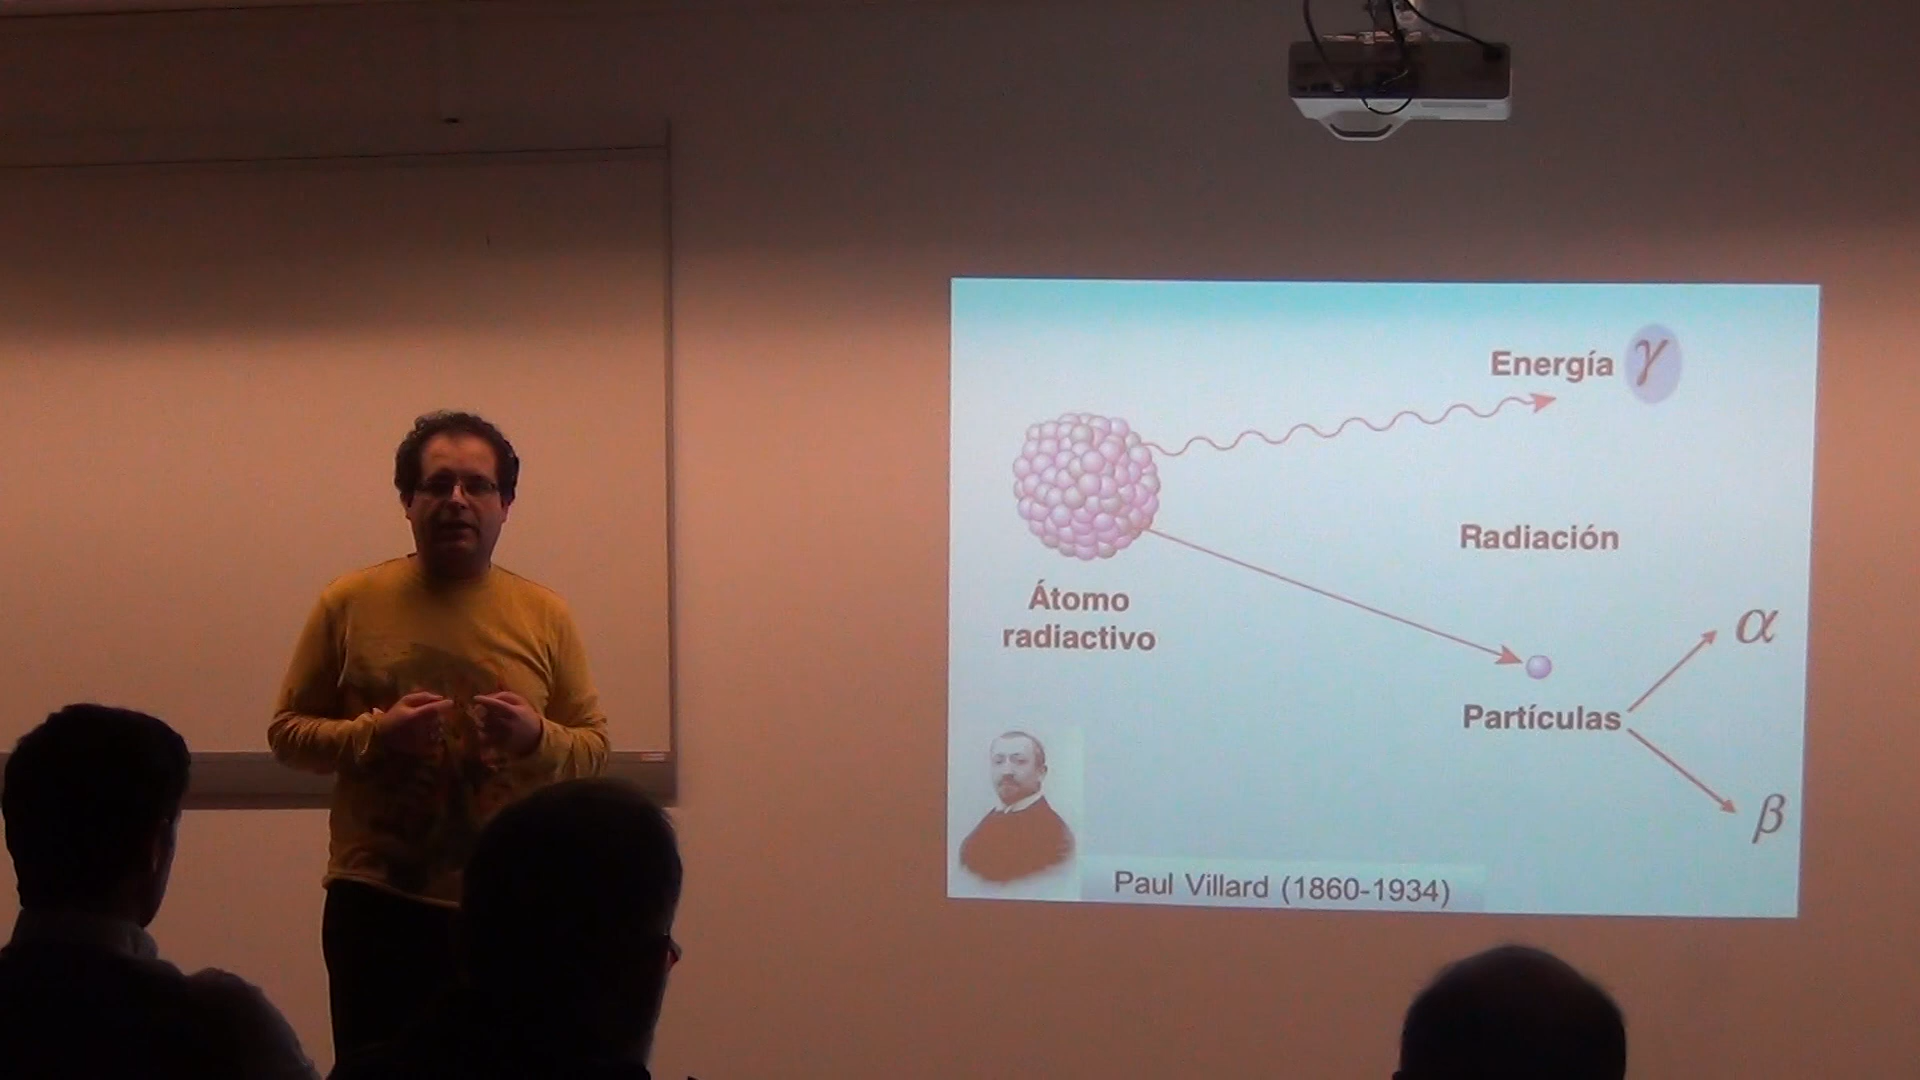 Energía γ
Radiación
Átomo
radiactivo
α
Partículas
β
Paul Villard (1860-1934)